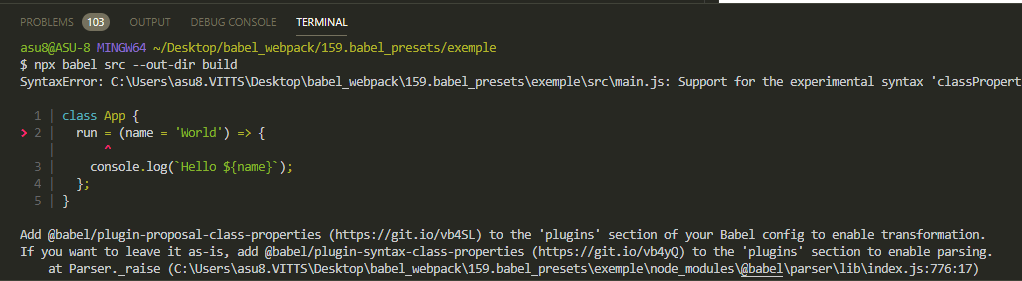 PROBLEMS 103 OUTPUT DEBUG CONSOLE TERMINAL
asu8@ASU-8 MINGW64 ~/Desktop/babel_webpack/159.babel_presets/exemple
$ npx babel src --out-dir build
SyntaxError: C:\Users\asu8.VITTS\Desktop\babel_webpack\159.babel_presets\exemple\src\main.js: Support for the experimental syntax 'classPropert
1 | class App {
> 2 | run = (name = 'World') => {
| ^
3 | console.log(`Hello ${name}`);
4 | };
5 | }
Add @babel/plugin-proposal-class-properties (https://git.io/vb4SL) to the 'plugins' section of your Babel config to enable transformation.
If you want to leave it as-is, add @babel/plugin-syntax-class-properties (https://git.io/vb4yQ) to the 'plugins' section to enable parsing.
at Parser._raise (C:\Users\asu8.VITTS\Desktop\babel_webpack\159.babel_presets\exemple\node_modules\@babel\parser\lib\index.js:776:17)